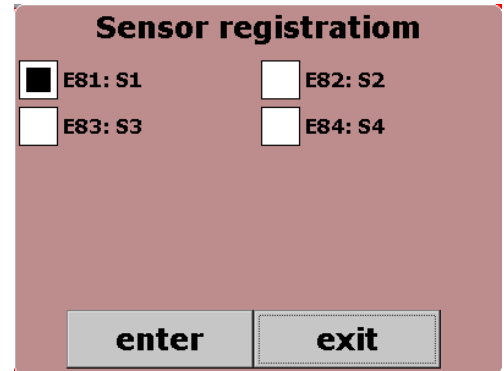 Sensor registratiom
E81: S1 E82: S2
E83: S3 E84: S4
enter exit